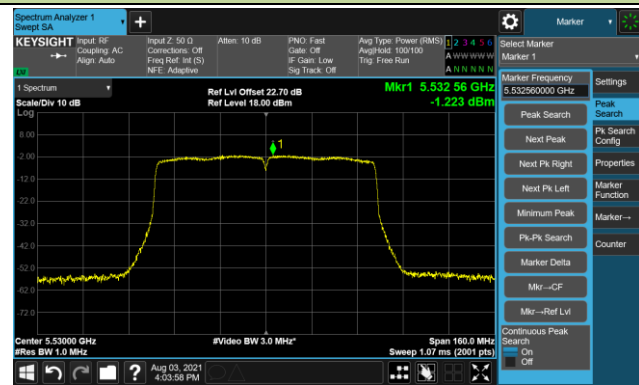 Spectrum Analyzer 1
Swept SA
+
Marker
KEYSIGHT
Input: RF
Coupling: AC
Align: Auto
Input Z: 50 Ω
Corrections: Off
Freq Ref: Int (S)
NFE: Adaptive
Atten: 10 dB
PNO: Fast
Gate: Off
IF Gain: Low
Sig Track: Off
Avg Type: Power (RMS)
Avg|Hold: 100/100
Trig: Free Run
1 2 3 4 5 6
A W W W W W
A N N N N N
LXI
Select Marker
Marker 1
1 Spectrum
Scale/Div 10 dB
Log
Ref Lvl Offset 22.70 dB
Ref Level 18.00 dBm
Mkr1 5.532 56 GHz
-1.223 dBm
Marker Frequency
5.532560000 GHz
Settings
Peak Search
Peak
Search
Next Peak
Pk Search
Config
Next Pk Right
Properties
Next Pk Left
Marker
Function
Minimum Peak
Marker→
Pk-Pk Search
Counter
Marker Delta
Mkr→CF
Mkr→Ref Lvl
Continuous Peak
Search
On
Off
1
8.00
-2.00
-12.0
-22.0
-32.0
-42.0
-52.0
-62.0
-72.0
Center 5.53000 GHz
#Res BW 1.0 MHz
#Video BW 3.0 MHz*
Span 160.0 MHz
Sweep 1.07 ms (2001 pts)
?
Aug 03, 2021
4:03:58 PM